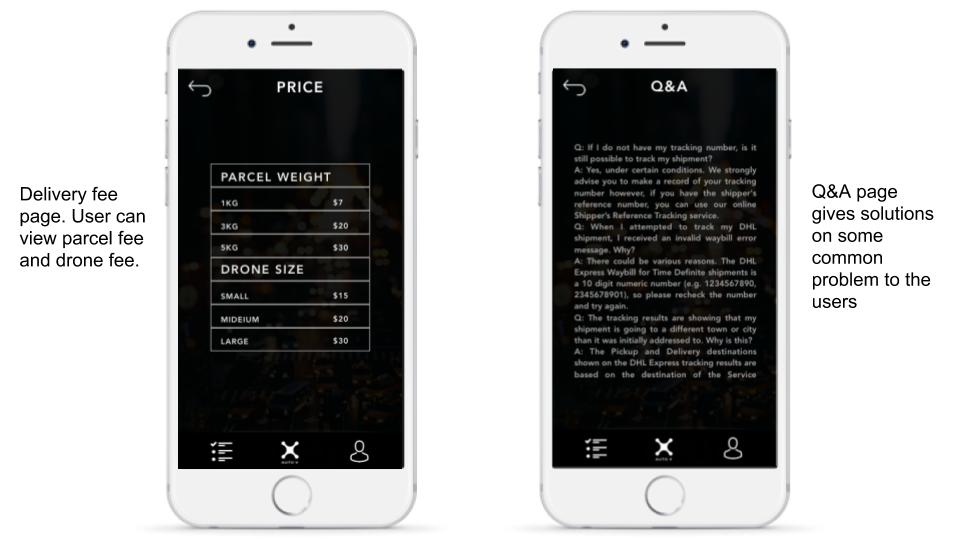 Delivery fee
page. User can
view parcel fee
and drone fee.
PRICE
PARCEL WEIGHT
1KG $7
3KG $20
5KG $30
DRONE SIZE
SMALL $15
MIDEIUM $20
LARGE $30
AUTO V
Q&A
Q: If I do not have my tracking number, is it
still possible to track my shipment?
A: Yes, under certain conditions. We strongly
advise you to make a record of your tracking
number however, if you have the shipper's
reference number, you can use our online
Shipper's Reference Tracking service.
Q: When I attempted to track my DHL
shipment, I received an invalid waybill error
message. Why?
A: There could be various reasons. The DHL
Express Waybill for Time Definite shipments is
a 10 digit numeric number (e.g. 1234567890,
2345678901), so please recheck the number
and try again.
Q: The tracking results are showing that my
shipment is going to a different town or city
than it was initially addressed to. Why is this?
A: The Pickup and Delivery destinations
shown on the DHL Express tracking results are
based on the destination of the Service
AUTO V
Q&A page
gives solutions
on some
common
problem to the
users